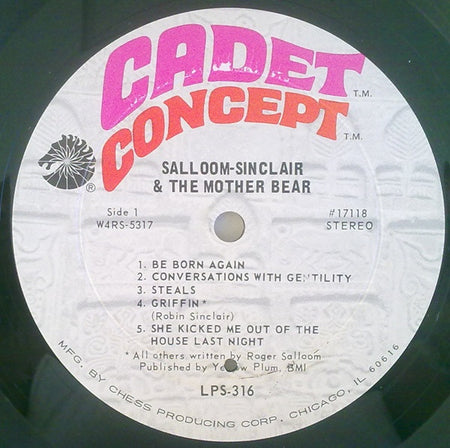 CADET T.M.
CONCEPT T.M.
®
SALLOOM-SINCLAIR
& THE MOTHER BEAR
Side 1 #17118
W4RS-5317 STEREO
1. BE BORN AGAIN
2. CONVERSATIONS WITH GENTILITY
3. STEALS
4. GRIFFIN*
(Robin Sinclair)
5. SHE KICKED ME OUT OF THE
HOUSE LAST NIGHT
* All others written by Roger Salloom
Published by Yellow Plum, BMI
LPS-316
MFG. BY CHESS PRODUCING CORP. CHICAGO, IL 60616